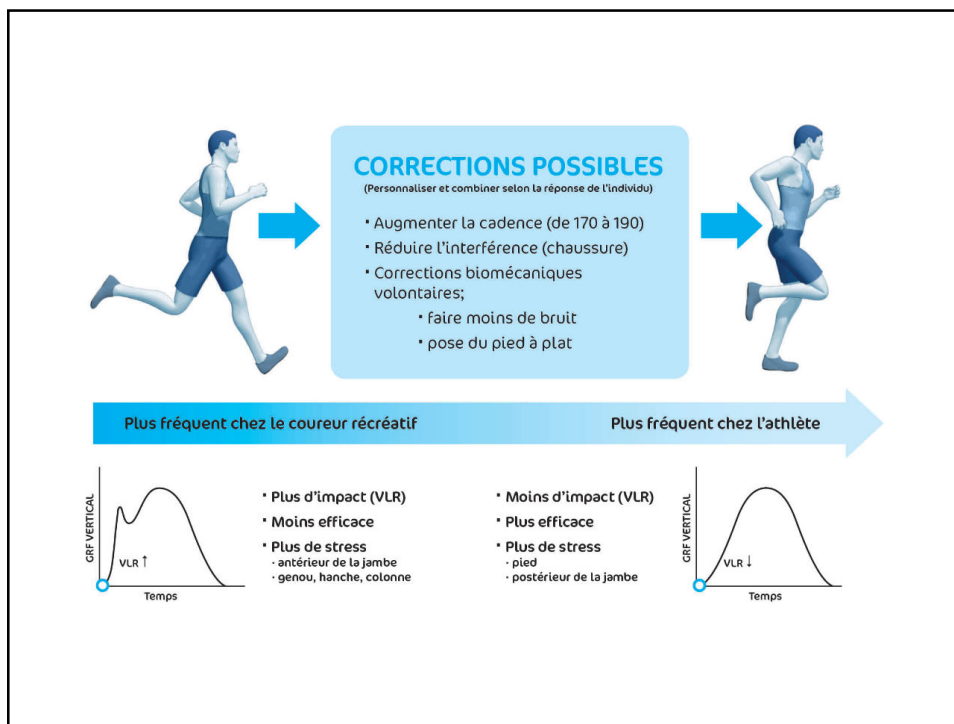 CORRECTIONS POSSIBLES
(Personnaliser et combiner selon la réponse de l'individu)
• Augmenter la cadence (de 170 à 190)
• Réduire l'interférence (chaussure)
• Corrections biomécaniques
volontaires;
• faire moins de bruit
• pose du pied à plat
Plus fréquent chez le coureur récréatif
Plus fréquent chez l'athlète
GRF VERTICAL
VLR ↑
Temps
• Plus d'impact (VLR)
• Moins efficace
• Plus de stress
· antérieur de la jambe
· genou, hanche, colonne
• Moins d'impact (VLR)
• Plus efficace
• Plus de stress
· pied
· postérieur de la jambe
GRF VERTICAL
VLR ↓
Temps